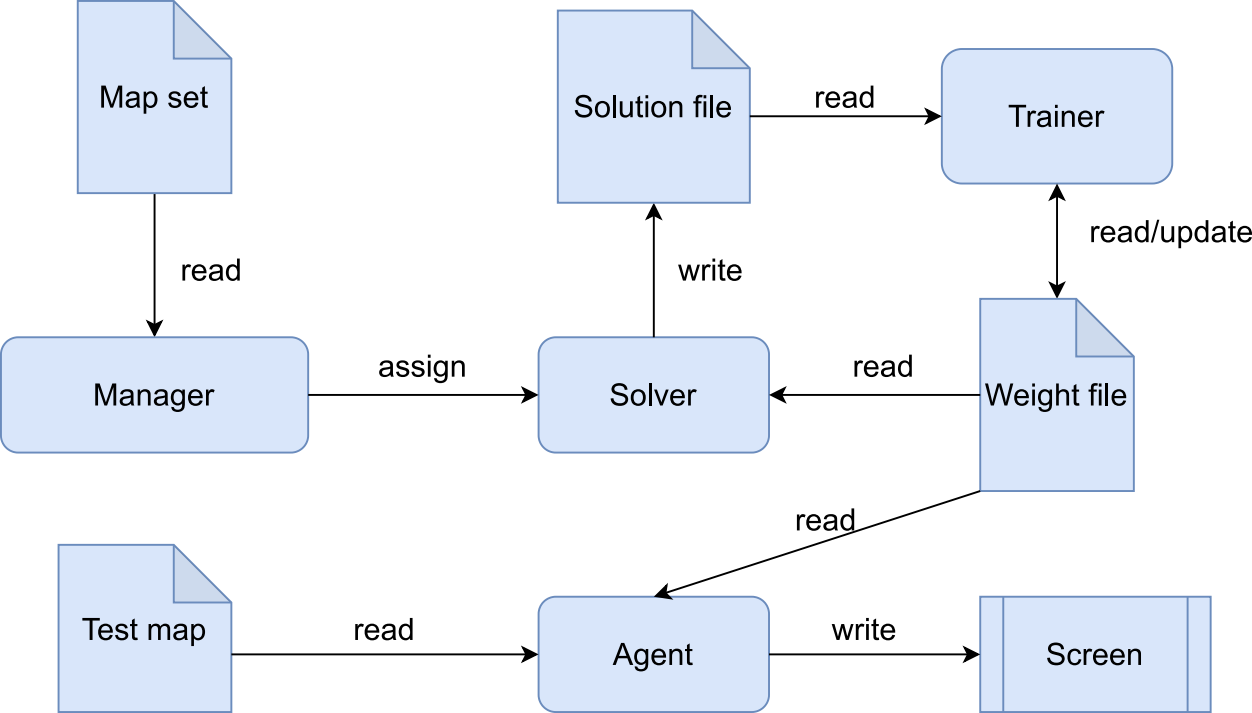 Map set
Solution file
read
Trainer
read
write
read/update
Manager
assign
Solver
read
Weight file
read
Test map
read
Agent
write
Screen